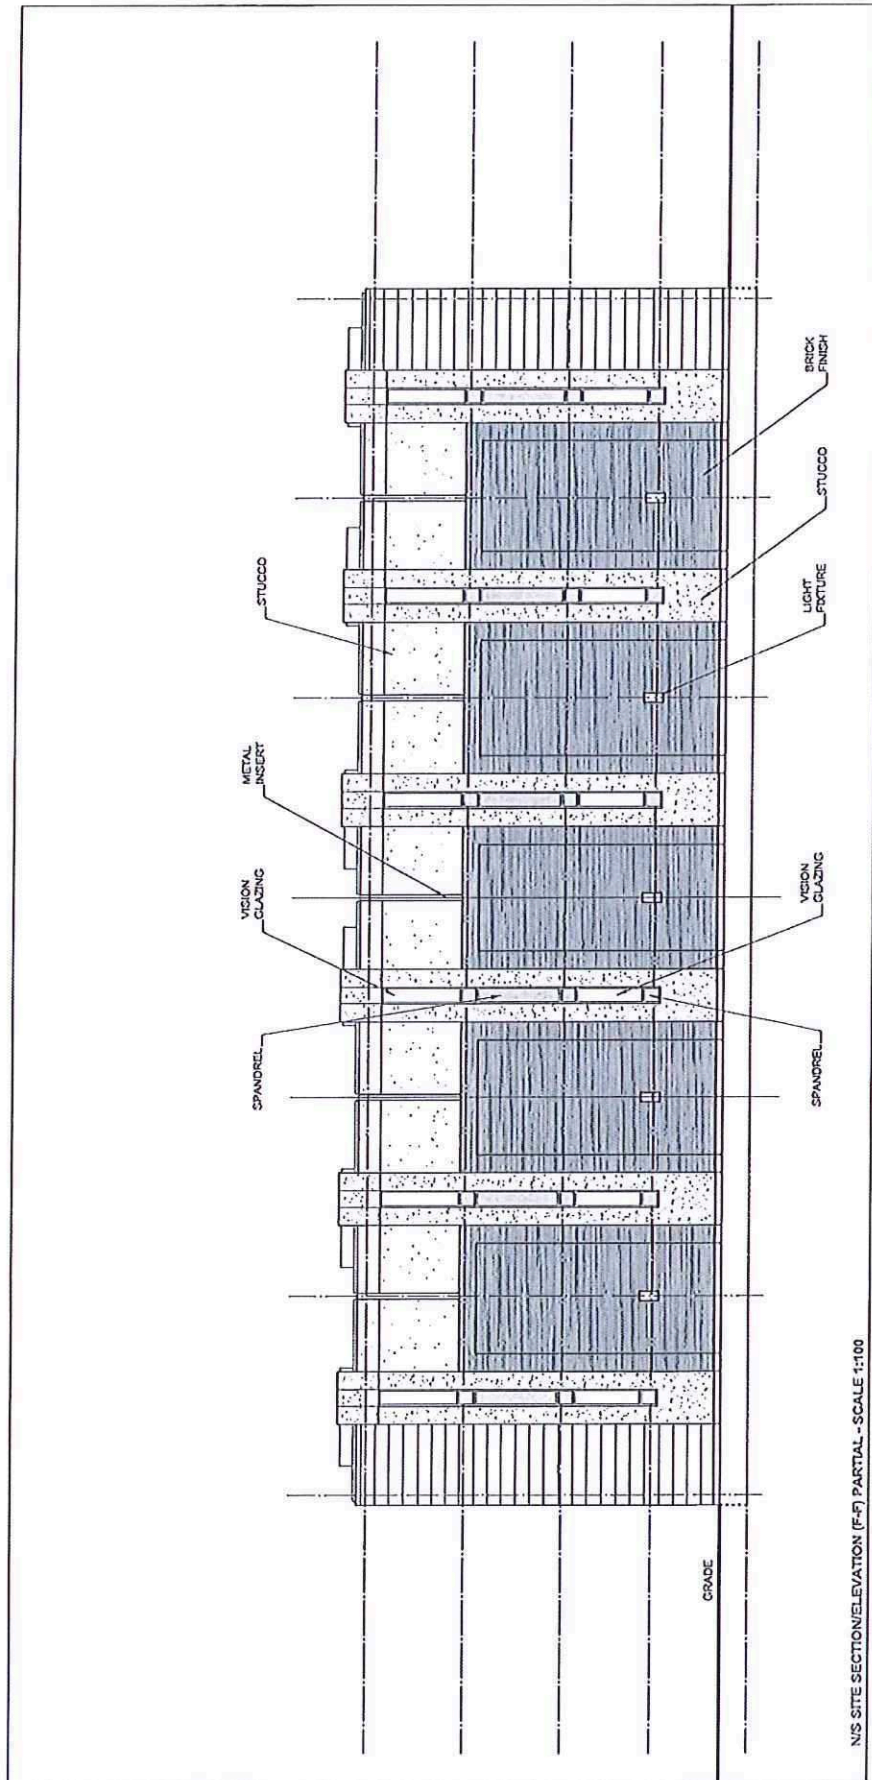 SPANDREL
VISION
GLAZING
METAL
INSERT
STUCCO
GRADE
SPANDREL
VISION
GLAZING
LIGHT
FIXTURE
STUCCO
BRICK
FINISH
N/S SITE SECTION/ELEVATION (F-F) PARTIAL - SCALE 1:100